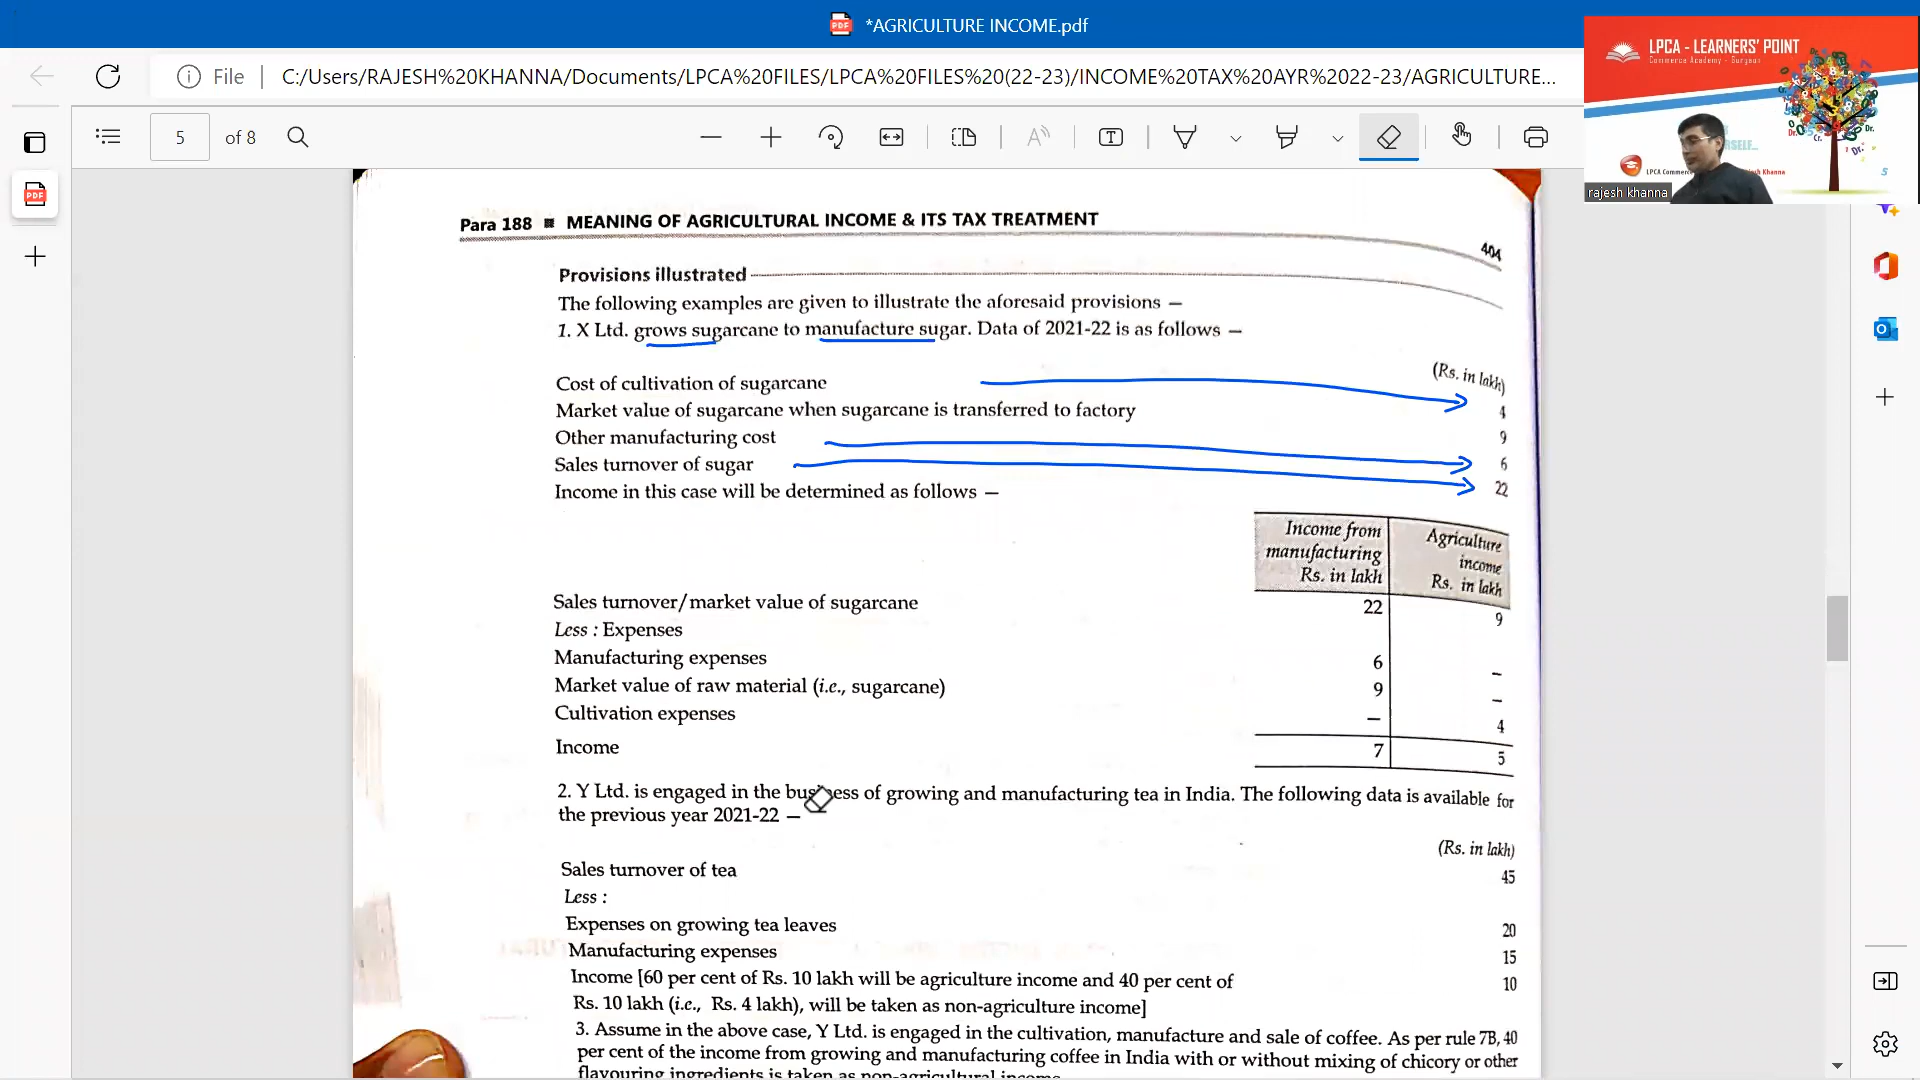 *AGRICULTURE INCOME.pdf
File
C:/Users/RAJESH%20KHANNA/Documents/LPCA%20FILES/LPCA%20FILES%20(22-23)/INCOME%20TAX%20AYR%2022-23/AGRICULTURE...
5 of 8
LPCA - LEARNERS' POINT
Commerce Academy - Gurgaon
rajesh khanna
Para 188 ■ MEANING OF AGRICULTURAL INCOME & ITS TAX TREATMENT
404
Provisions illustrated
The following examples are given to illustrate the aforesaid provisions —
1. X Ltd. grows sugarcane to manufacture sugar. Data of 2021-22 is as follows —
(Rs. in lakh)
Cost of cultivation of sugarcane 4
Market value of sugarcane when sugarcane is transferred to factory 9
Other manufacturing cost 6
Sales turnover of sugar 22
Income in this case will be determined as follows —
Income from manufacturing Rs. in lakh
Agriculture income Rs. in lakh
Sales turnover/market value of sugarcane 22 9
Less : Expenses
Manufacturing expenses 6 –
Market value of raw material (i.e., sugarcane) 9 –
Cultivation expenses – 4
Income 7 5
2. Y Ltd. is engaged in the business of growing and manufacturing tea in India. The following data is available for
the previous year 2021-22 —
(Rs. in lakh)
Sales turnover of tea 45
Less :
Expenses on growing tea leaves 20
Manufacturing expenses 15
Income [60 per cent of Rs. 10 lakh will be agriculture income and 40 per cent of 10
Rs. 10 lakh (i.e., Rs. 4 lakh), will be taken as non-agriculture income]
3. Assume in the above case, Y Ltd. is engaged in the cultivation, manufacture and sale of coffee. As per rule 7B, 40
per cent of the income from growing and manufacturing coffee in India with or without mixing of chicory or other
flavouring ingredients is taken as non-agricultural income